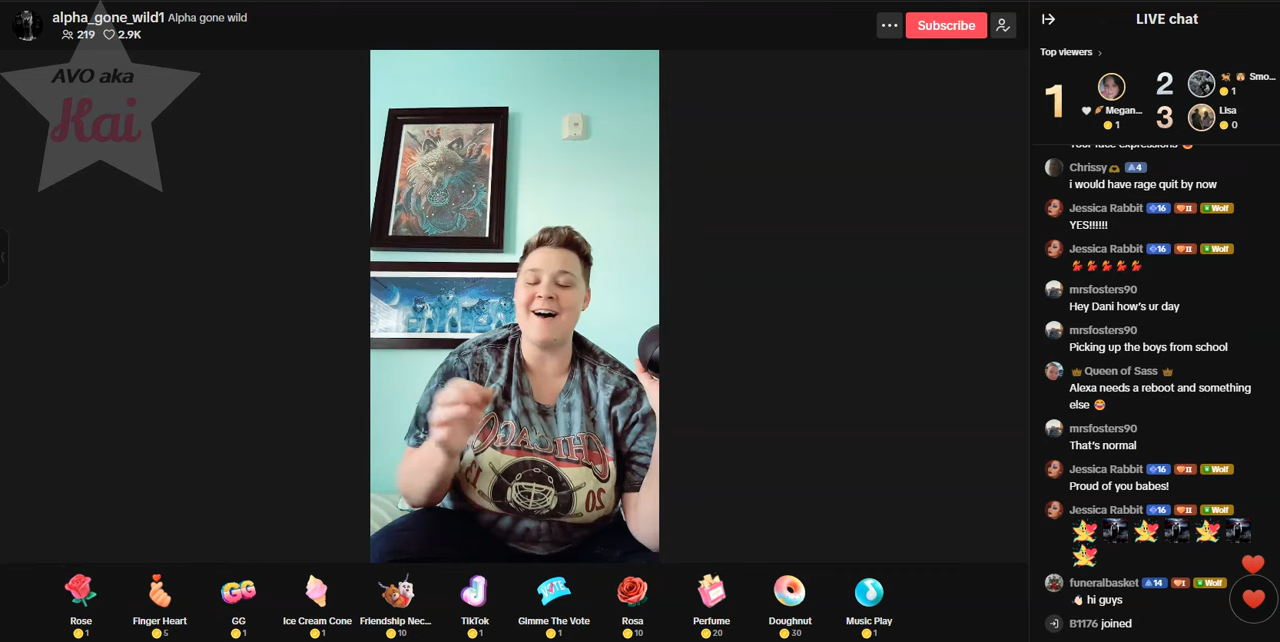 alpha_gone_wild1 Alpha gone wild
219 2.9K
Subscribe
AVO aka
Kai
LIVE chat
Top viewers
1
Megan...
1
2
Smo...
1
3
Lisa
0
Chrissy 4
i would have rage quit by now
Jessica Rabbit 16 II Wolf
YES!!!!!!
Jessica Rabbit 16 II Wolf
💃💃💃💃💃
mrsfosters90
Hey Dani how's ur day
mrsfosters90
Picking up the boys from school
Queen of Sass
Alexa needs a reboot and something
else 😂
mrsfosters90
That's normal
Jessica Rabbit 16 II Wolf
Proud of you babes!
Jessica Rabbit 16 II Wolf
funeralbasket 14 I Wolf
👋🏻 hi guys
B1176 joined
CHICAGO
20 13
GG
VOTE
Rose
1
Finger Heart
5
GG
1
Ice Cream Cone
1
Friendship Nec...
10
TikTok
1
Gimme The Vote
1
Rosa
10
Perfume
20
Doughnut
30
Music Play
1